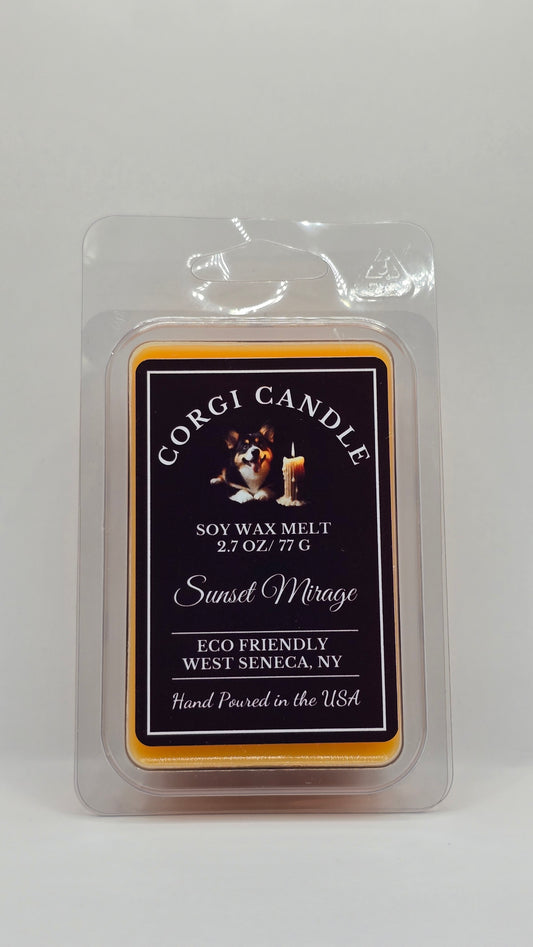 CORGI CANDLE
SOY WAX MELT
2.7 OZ/ 77 G
Sunset Mirage
ECO FRIENDLY
WEST SENECA, NY
Hand Poured in the USA